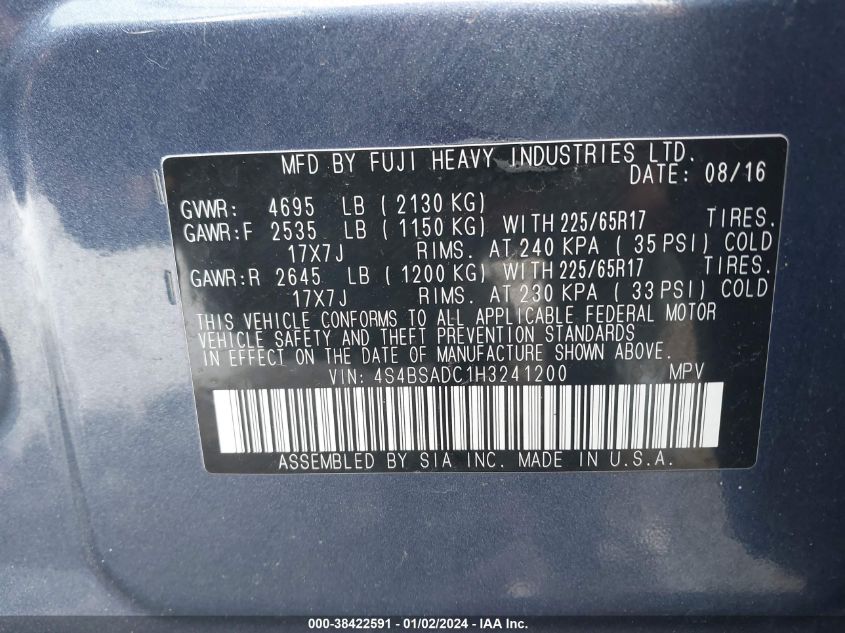 MFD BY FUJI HEAVY INDUSTRIES LTD.
DATE: 08/16
GVWR: 4695 LB ( 2130 KG)
GAWR:F 2535 LB ( 1150 KG) WITH 225/65R17 TIRES.
17X7J RIMS. AT 240 KPA ( 35 PSI) COLD
GAWR:R 2645 LB ( 1200 KG) WITH 225/65R17 TIRES.
17X7J RIMS. AT 230 KPA ( 33 PSI) COLD
THIS VEHICLE CONFORMS TO ALL APPLICABLE FEDERAL MOTOR
VEHICLE SAFETY AND THEFT PREVENTION STANDARDS
IN EFFECT ON THE DATE OF MANUFACTURE SHOWN ABOVE.
VIN: 4S4BSADC1H3241200 MPV
ASSEMBLED BY SIA INC. MADE IN U.S.A.
000-38422591 - 01/02/2024 - IAA Inc.